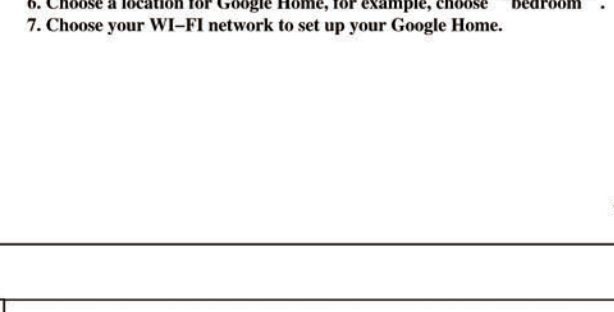 6. Choose a location for Google Home, for example, choose " bedroom " .
7. Choose your WI-FI network to set up your Google Home.